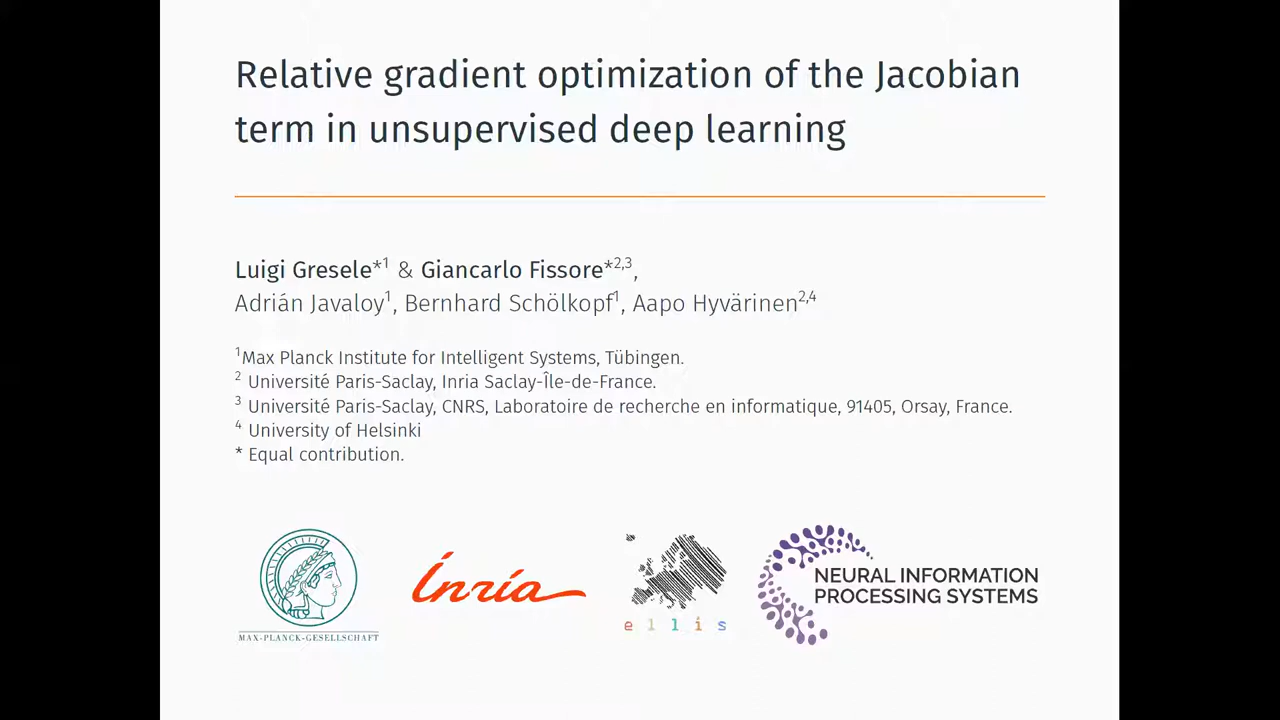 Relative gradient optimization of the Jacobian
term in unsupervised deep learning
Luigi Gresele*1 & Giancarlo Fissore*2,3,
Adrián Javaloy1, Bernhard Schölkopf1, Aapo Hyvärinen2,4
1Max Planck Institute for Intelligent Systems, Tübingen.
2 Université Paris-Saclay, Inria Saclay-Île-de-France.
3 Université Paris-Saclay, CNRS, Laboratoire de recherche en informatique, 91405, Orsay, France.
4 University of Helsinki
* Equal contribution.
MAX-PLANCK-GESELLSCHAFT
Inría
ellis
NEURAL INFORMATION
PROCESSING SYSTEMS